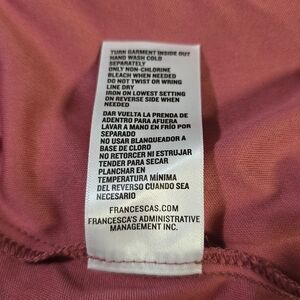 TURN GARMENT INSIDE OUT
HAND WASH COLD
SEPARATELY
ONLY NON-CHLORINE
BLEACH WHEN NEEDED
DO NOT TWIST OR WRING
LINE DRY
IRON ON LOWEST SETTING
ON REVERSE SIDE WHEN
NEEDED
DAR VUELTA LA PRENDA DE
ADENTRO PARA AFUERA
LAVAR A MANO EN FRÍO POR
SEPARADO
NO USAR BLANQUEADOR A
BASE DE CLORO
NO RETORCER NI ESTRUJAR
TENDER PARA SECAR
PLANCHAR EN
TEMPERATURA MÍNIMA
DEL REVERSO CUANDO SEA
NECESARIO
FRANCESCAS.COM
FRANCESCA'S ADMINISTRATIVE
MANAGEMENT INC.